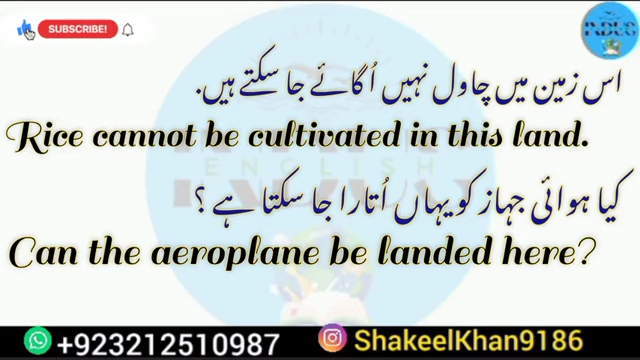 SUBSCRIBE!
INDUS
اس زمین میں چاول نہیں اُگائے جا سکتے ہیں.
Rice cannot be cultivated in this land.
ENGLISH
کیا ہوائی جہاز کو یہاں اُتارا جا سکتا ہے ؟
Can the aeroplane be landed here?
+923212510987
ShakeelKhan9186